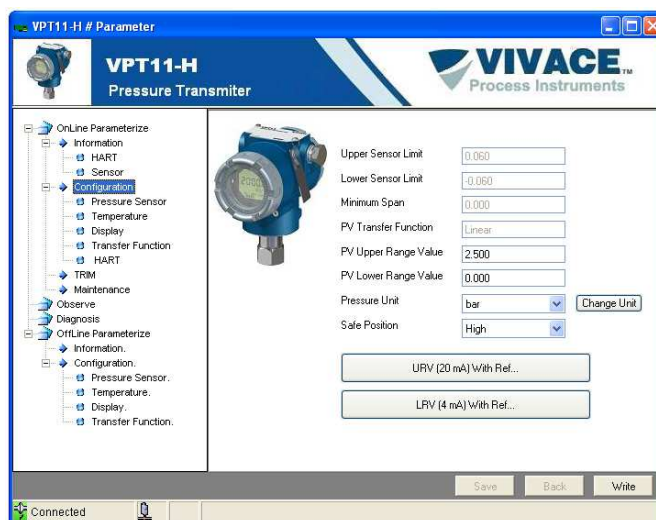 VPT11-H # Parameter
VPT11-H
Pressure Transmiter
VIVACE TM
Process Instruments
OnLine Parameterize
Information
HART
Sensor
Configuration
Pressure Sensor
Temperature
Display
Transfer Function
HART
TRIM
Maintenance
Observe
Diagnosis
OffLine Parameterize
Information.
Configuration.
Pressure Sensor.
Temperature.
Display.
Transfer Function.
Upper Sensor Limit 0.060
Lower Sensor Limit -0.060
Minimum Span 0.000
PV Transfer Function Linear
PV Upper Range Value 2.500
PV Lower Range Value 0.000
Pressure Unit bar Change Unit
Safe Position High
URV (20 mA) With Ref...
LRV (4 mA) With Ref...
Save Back Write
Connected